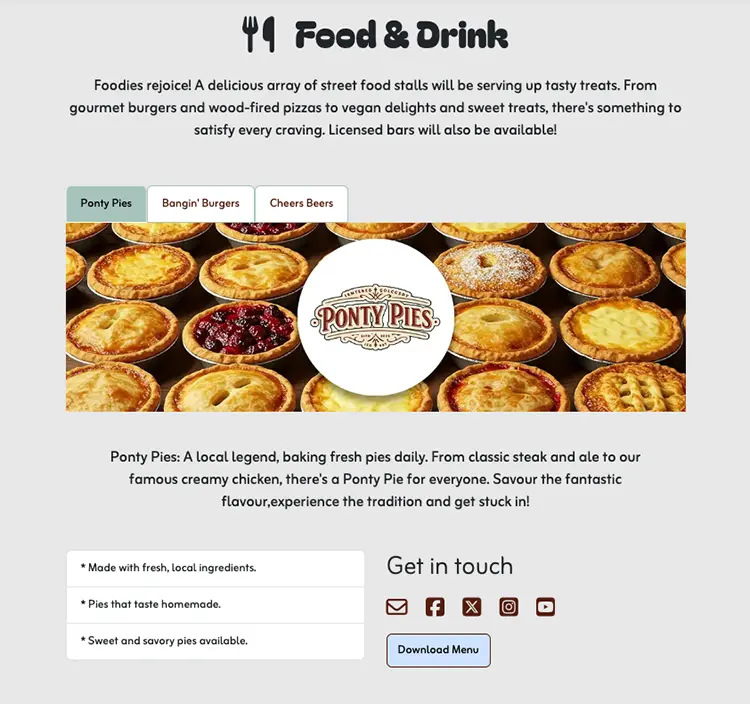 Food & Drink
Foodies rejoice! A delicious array of street food stalls will be serving up tasty treats. From
gourmet burgers and wood-fired pizzas to vegan delights and sweet treats, there's something to
satisfy every craving. Licensed bars will also be available!
Ponty Pies
Bangin' Burgers
Cheers Beers
PONTY PIES
Ponty Pies: A local legend, baking fresh pies daily. From classic steak and ale to our
famous creamy chicken, there's a Ponty Pie for everyone. Savour the fantastic
flavour,experience the tradition and get stuck in!
* Made with fresh, local ingredients.
* Pies that taste homemade.
* Sweet and savory pies available.
Get in touch
Download Menu